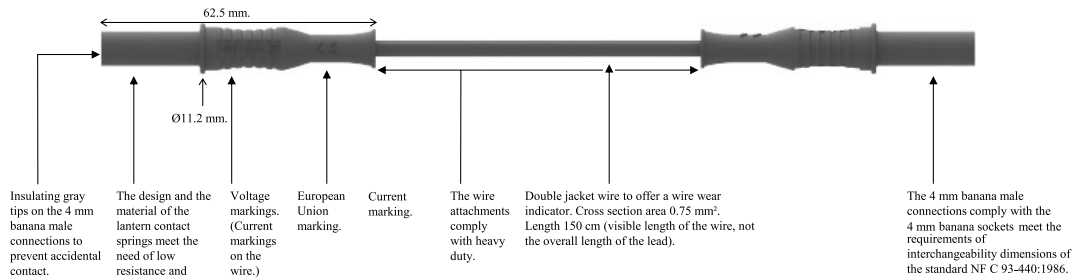 62.5 mm.
Ø11.2 mm.
Insulating gray
tips on the 4 mm
banana male
connections to
prevent accidental
contact.
The design and the
material of the
lantern contact
springs meet the
need of low
resistance and
Voltage
markings.
(Current
markings
on the
wire.)
European
Union
marking.
Current
marking.
The wire
attachments
comply
with heavy
duty.
Double jacket wire to offer a wire wear
indicator. Cross section area 0.75 mm².
Length 150 cm (visible length of the wire, not
the overall length of the lead).
The 4 mm banana male
connections comply with the
4 mm banana sockets meet the
requirements of
interchangeability dimensions of
the standard NF C 93-440:1986.